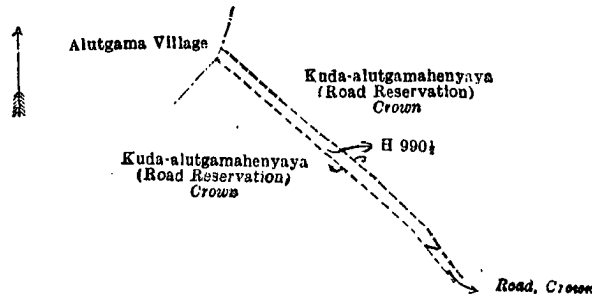 Alutgama Village
Kuda-alutgamahenyaya
(Road Reservation)
Crown
H 990½
Kuda-alutgamahenyaya
(Road Reservation)
Crown
Road, Crown